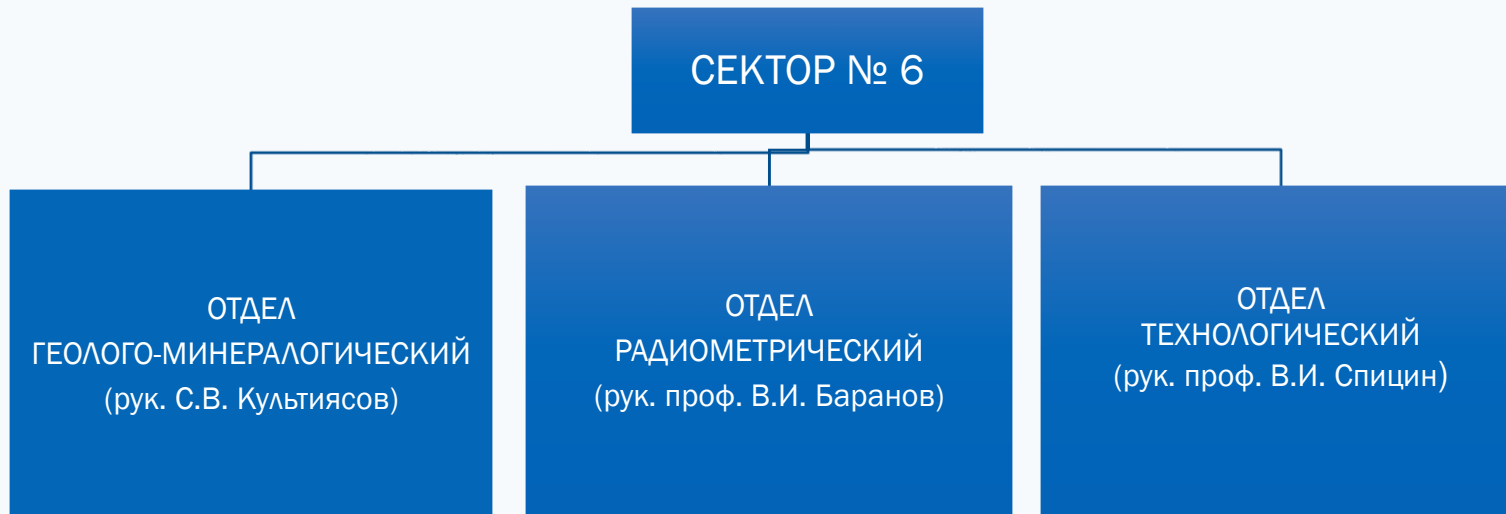 СЕКТОР № 6
ОТДЕЛ
ГЕОЛОГО-МИНЕРАЛОГИЧЕСКИЙ
(рук. С.В. Культиясов)
ОТДЕЛ
РАДИОМЕТРИЧЕСКИЙ
(рук. проф. В.И. Баранов)
ОТДЕЛ
ТЕХНОЛОГИЧЕСКИЙ
(рук. проф. В.И. Спицин)